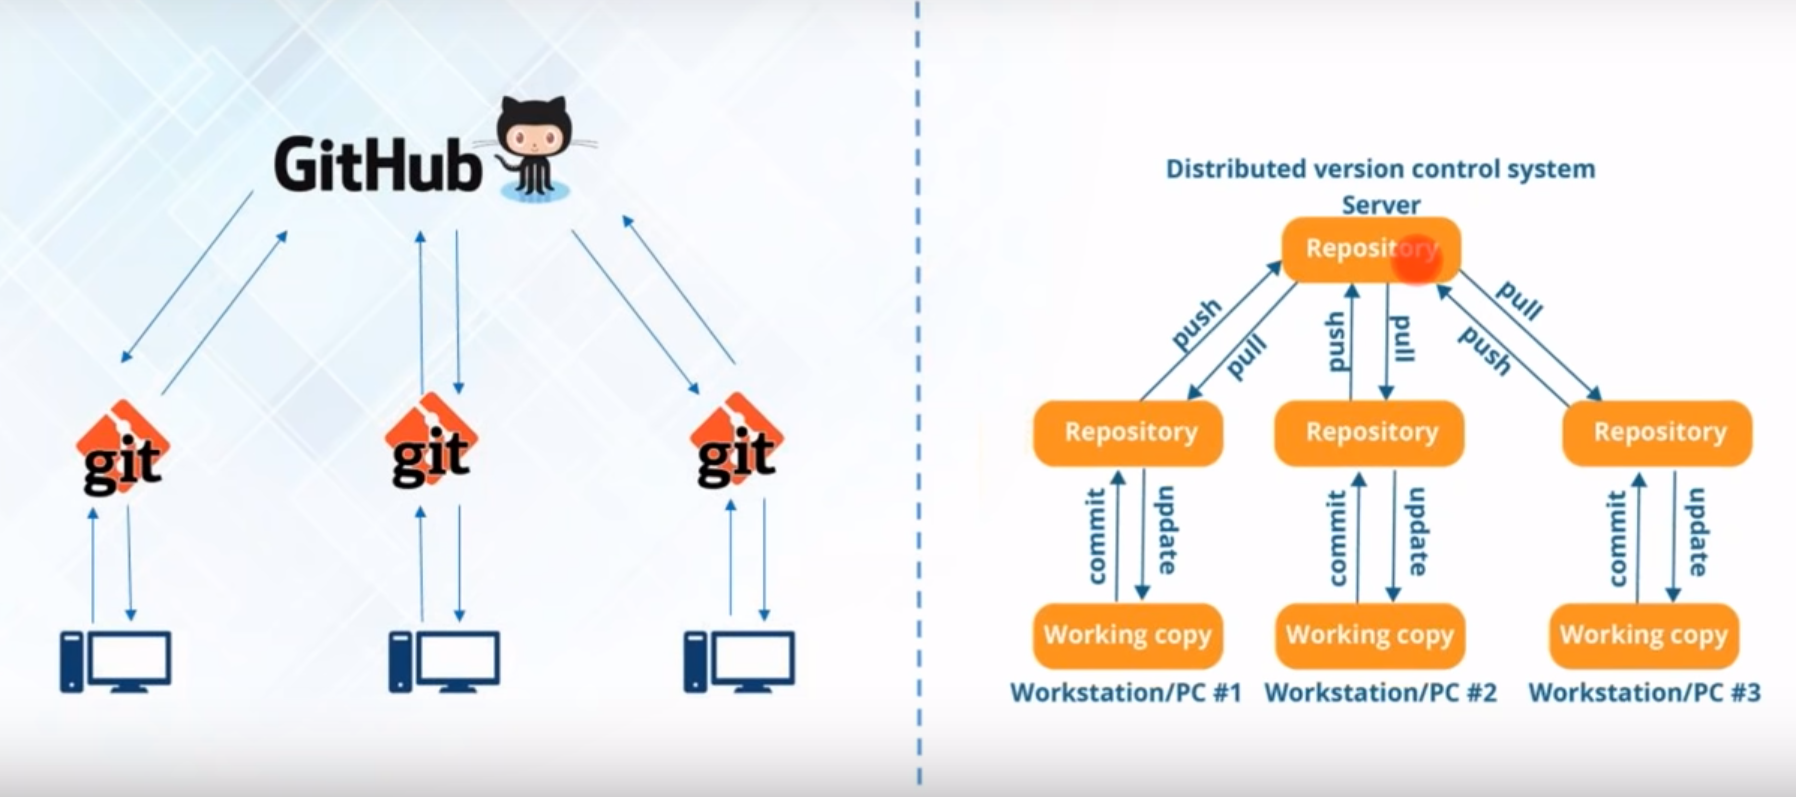 GitHub
git
git
git
Distributed version control system
Server
Repository
push
pull
push
pull
push
pull
Repository
Repository
Repository
commit
update
commit
update
commit
update
Working copy
Working copy
Working copy
Workstation/PC #1
Workstation/PC #2
Workstation/PC #3